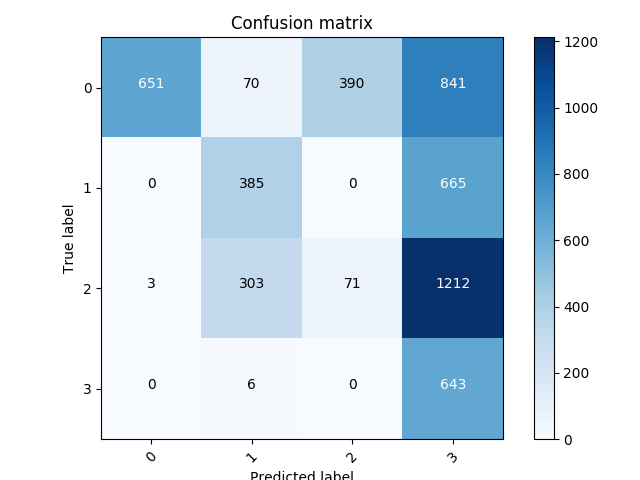 Confusion matrix
0 651 70 390 841
1 0 385 0 665
2 3 303 71 1212
3 0 6 0 643
0 1 2 3
True label
Predicted label
1200
1000
800
600
400
200
0